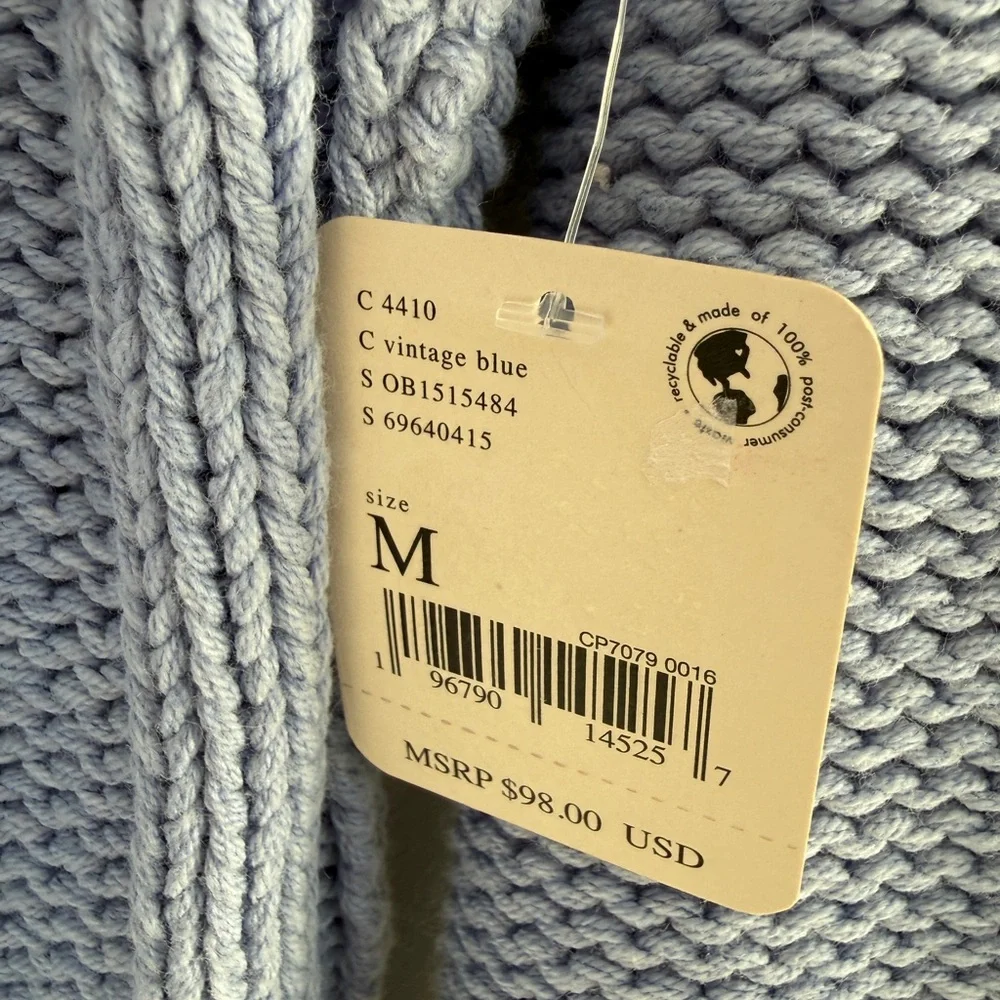 C 4410
C vintage blue
S OB1515484
S 69640415
recyclable & made of 100% post-consumer waste
size
M
CP7079 0016
1 96790 14525 7
MSRP $98.00 USD